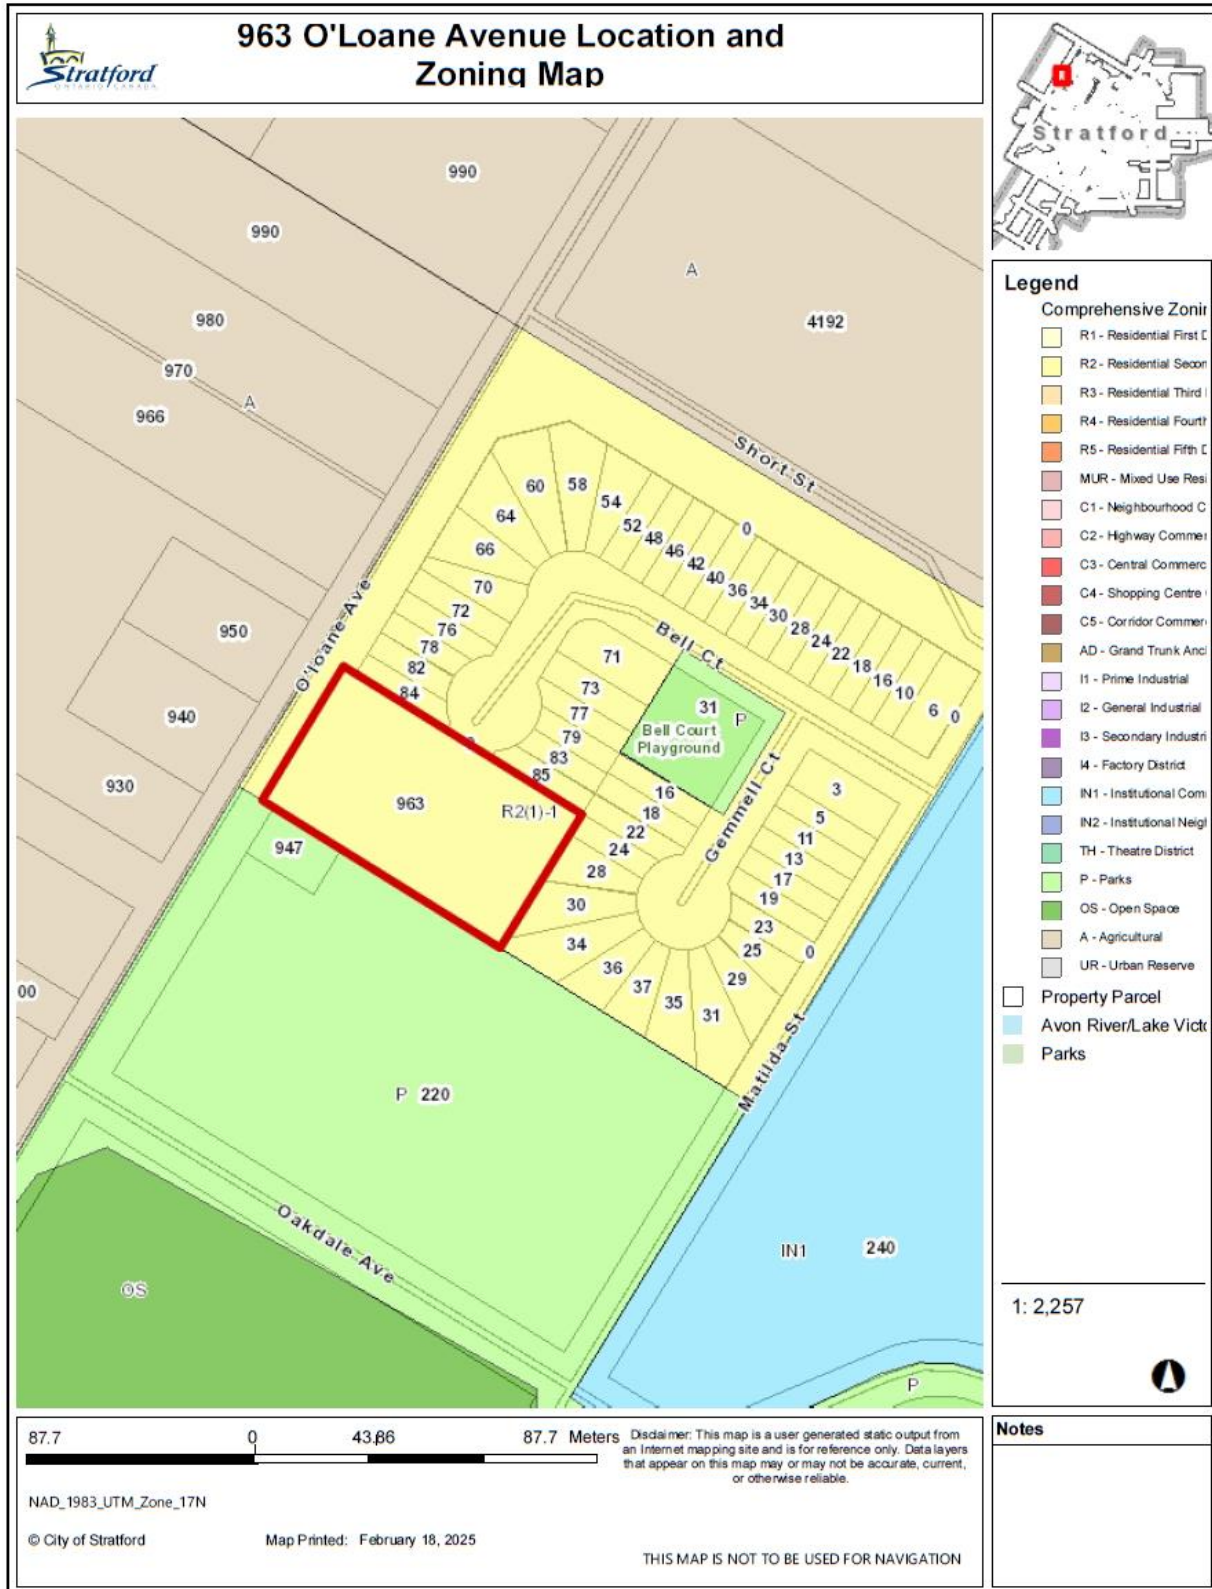 963 O'Loane Avenue Location and
Zoning Map
Stratford
ONTARIO CANADA
Stratford
990
990
A
4192
980
970
A
966
Short St
60
58
54
52
48
46
42
40
36
34
30
28
24
22
18
16
10
6
0
0
64
66
70
72
76
78
82
84
O'loane Ave
950
940
930
Bell Ct
71
73
77
79
83
85
31
P
Bell Court
Playground
Gemmell Ct
963
R2(1)-1
947
16
18
22
24
28
30
34
36
37
35
31
29
25
23
19
17
13
11
5
3
0
Matilda St
00
P 220
Oakdale Ave
OS
IN1
240
P
Legend
Comprehensive Zonin
R1 - Residential First D
R2 - Residential Secon
R3 - Residential Third
R4 - Residential Fourth
R5 - Residential Fifth D
MUR - Mixed Use Resi
C1 - Neighbourhood C
C2 - Highway Commer
C3 - Central Commerc
C4 - Shopping Centre
C5 - Corridor Commer
AD - Grand Trunk Anc
I1 - Prime Industrial
I2 - General Industrial
I3 - Secondary Industri
I4 - Factory District
IN1 - Institutional Com
IN2 - Institutional Neigh
TH - Theatre District
P - Parks
OS - Open Space
A - Agricultural
UR - Urban Reserve
Property Parcel
Avon River/Lake Victo
Parks
1: 2,257
87.7 0 43.86 87.7 Meters
NAD_1983_UTM_Zone_17N
© City of Stratford Map Printed: February 18, 2025
Disclaimer: This map is a user generated static output from
an Internet mapping site and is for reference only. Data layers
that appear on this map may or may not be accurate, current,
or otherwise reliable.
THIS MAP IS NOT TO BE USED FOR NAVIGATION
Notes